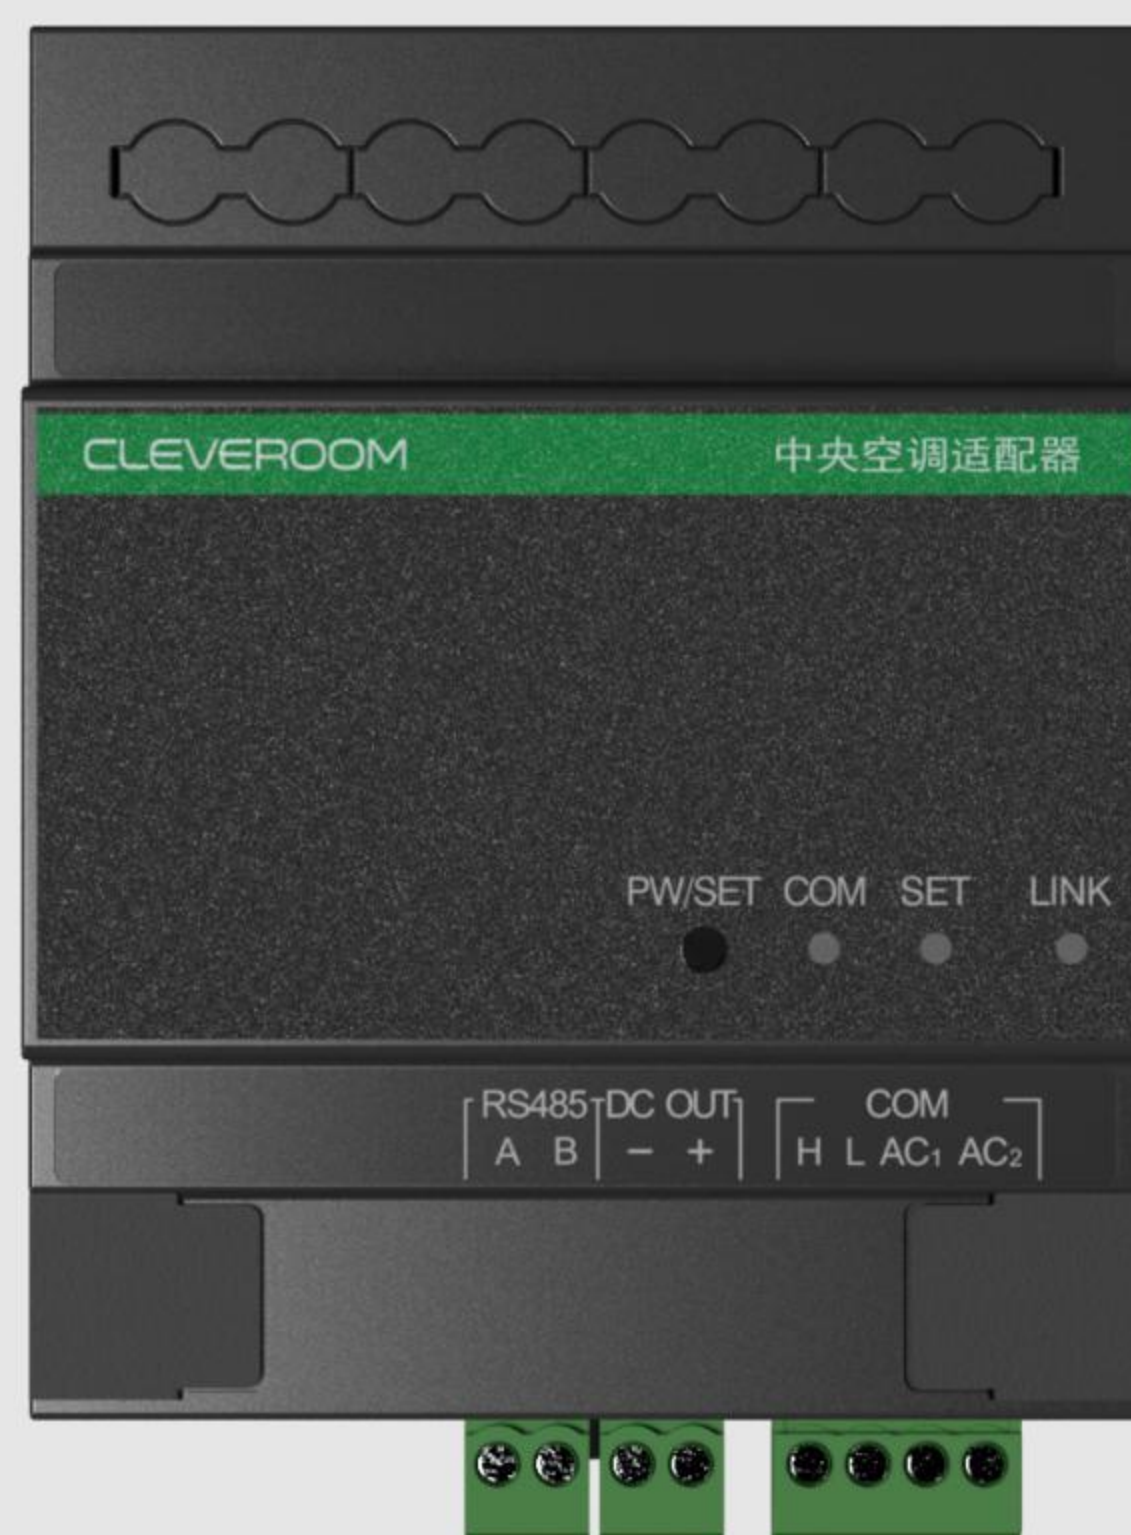 CLEVEROOM 中央空调适配器
PW/SET COM SET LINK
RS485 DC OUT COM
A B − + H L AC₁ AC₂